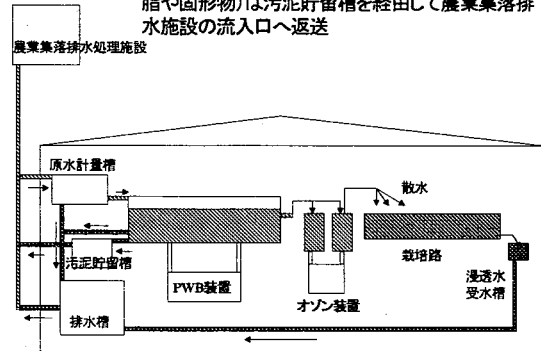 脂や固形物)は汚泥貯留槽を経由して農業集落排
水施設の流入口へ返送
農業集落排水処理施設
原水計量槽
散水
汚泥貯留槽
PWB装置
オゾン装置
栽培路
浸透水
受水槽
排水槽